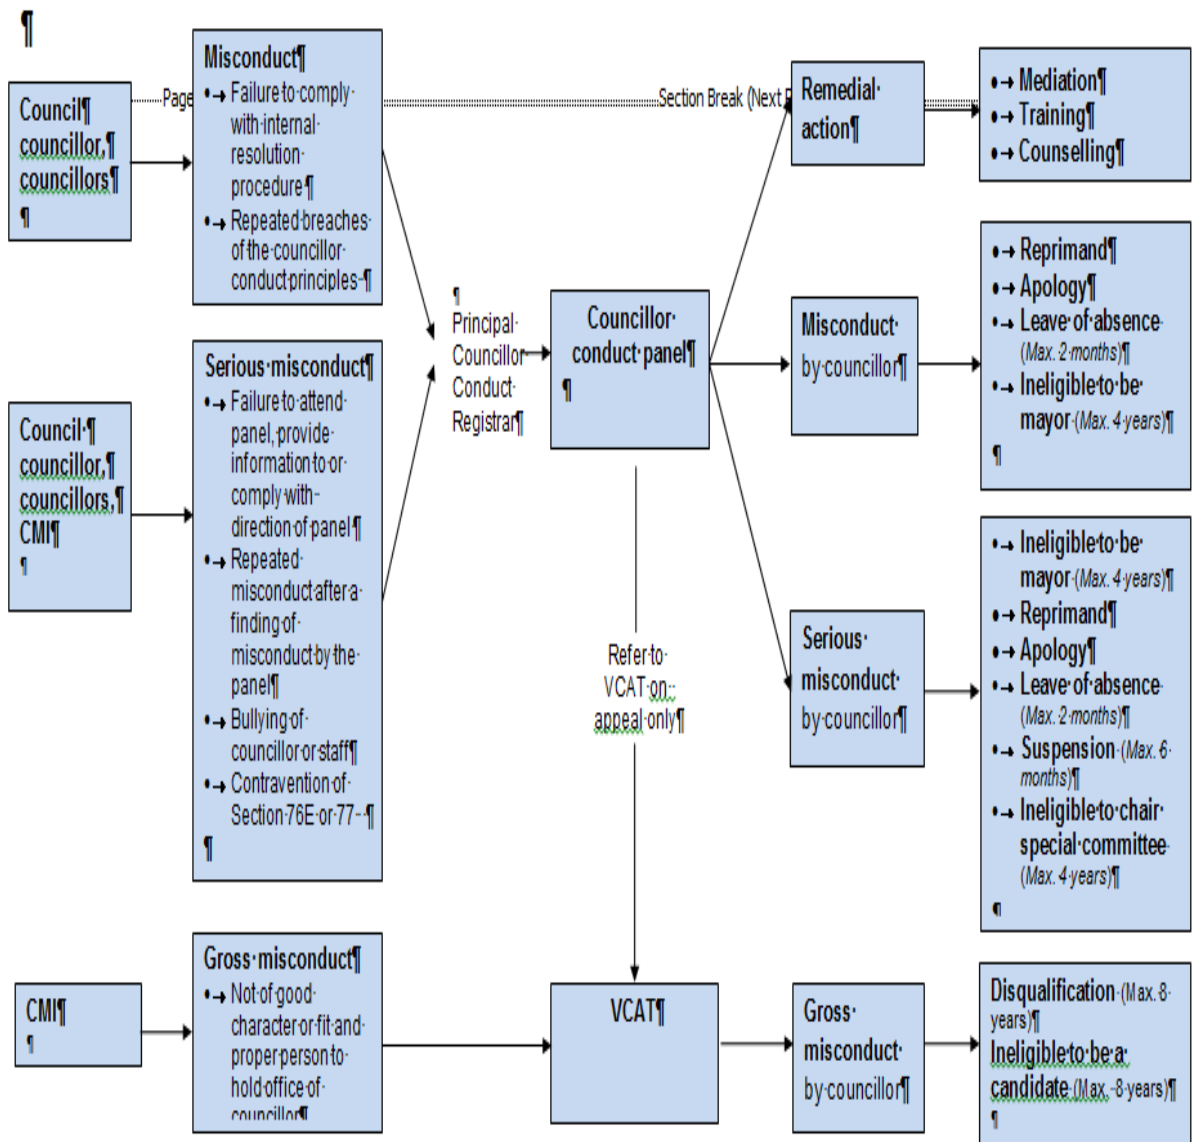 ¶
Council¶
councillor,¶
councillors¶
¶
Misconduct¶
•→ Failure·to·comply·
with·internal·
resolution·
procedure·¶
•→ Repeated·breaches·
of·the·councillor·
conduct·principles·-¶
Page
Section Break (Next P
Remedial·
action¶
•→ Mediation¶
•→ Training¶
•→ Counselling¶
¶
Principal·
Councillor·
Conduct·
Registrar¶
Councillor·
conduct·panel¶
¶
Misconduct·
by·councillor¶
•→ Reprimand¶
•→ Apology¶
•→ Leave·of·absence·
(Max.·2·months)¶
•→ Ineligible·to·be·
mayor·(Max.·4·years)¶
¶
Council·¶
councillor,¶
councillors,¶
CMI¶
¶
Serious·misconduct¶
•→ Failure·to·attend·
panel,·provide·
information·to·or·
comply·with·-
direction·of·panel¶
•→ Repeated·
misconduct·after·a·
finding·of·
misconduct·by·the·
panel¶
•→ Bullying·of·
councillor·or·staff¶
•→ Contravention·of·
Section·76E·or·77·-·¶
¶
Refer·to·
VCAT·on·-
appeal·only¶
Serious·
misconduct·
by·councillor¶
•→ Ineligible·to·be·
mayor·(Max.·4·years)¶
•→ Reprimand¶
•→ Apology¶
•→ Leave·of·absence·
(Max.·2·months)¶
•→ Suspension·(Max.·6·
months)¶
•→ Ineligible·to·chair·
special·committee·
(Max.·4·years)¶
¶
CMI¶
¶
Gross·misconduct¶
•→ Not·of·good·
character·or·fit·and·
proper·person·to·
hold·office·of·
councillor¶
VCAT¶
Gross·
misconduct·
by·councillor¶
Disqualification·(Max.·8·
years)¶
Ineligible·to·be·a·
candidate·(Max.·-8·years)¶
¶